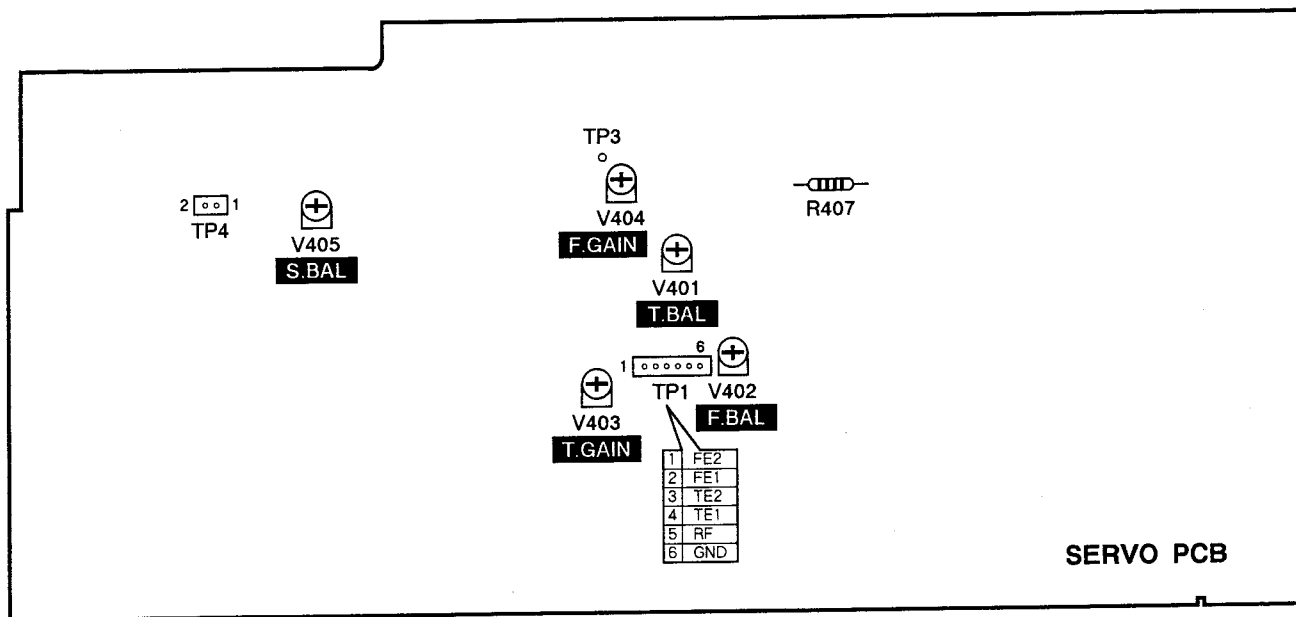 TP3
2 1
TP4
V405
S.BAL
V404
F.GAIN
R407
V401
T.BAL
1 6
TP1
V402
F.BAL
V403
T.GAIN
1 FE2
2 FE1
3 TE2
4 TE1
5 RF
6 GND
SERVO PCB